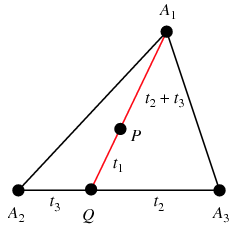 A₁
t₂ + t₃
P
t₁
t₃
t₂
A₂
Q
A₃